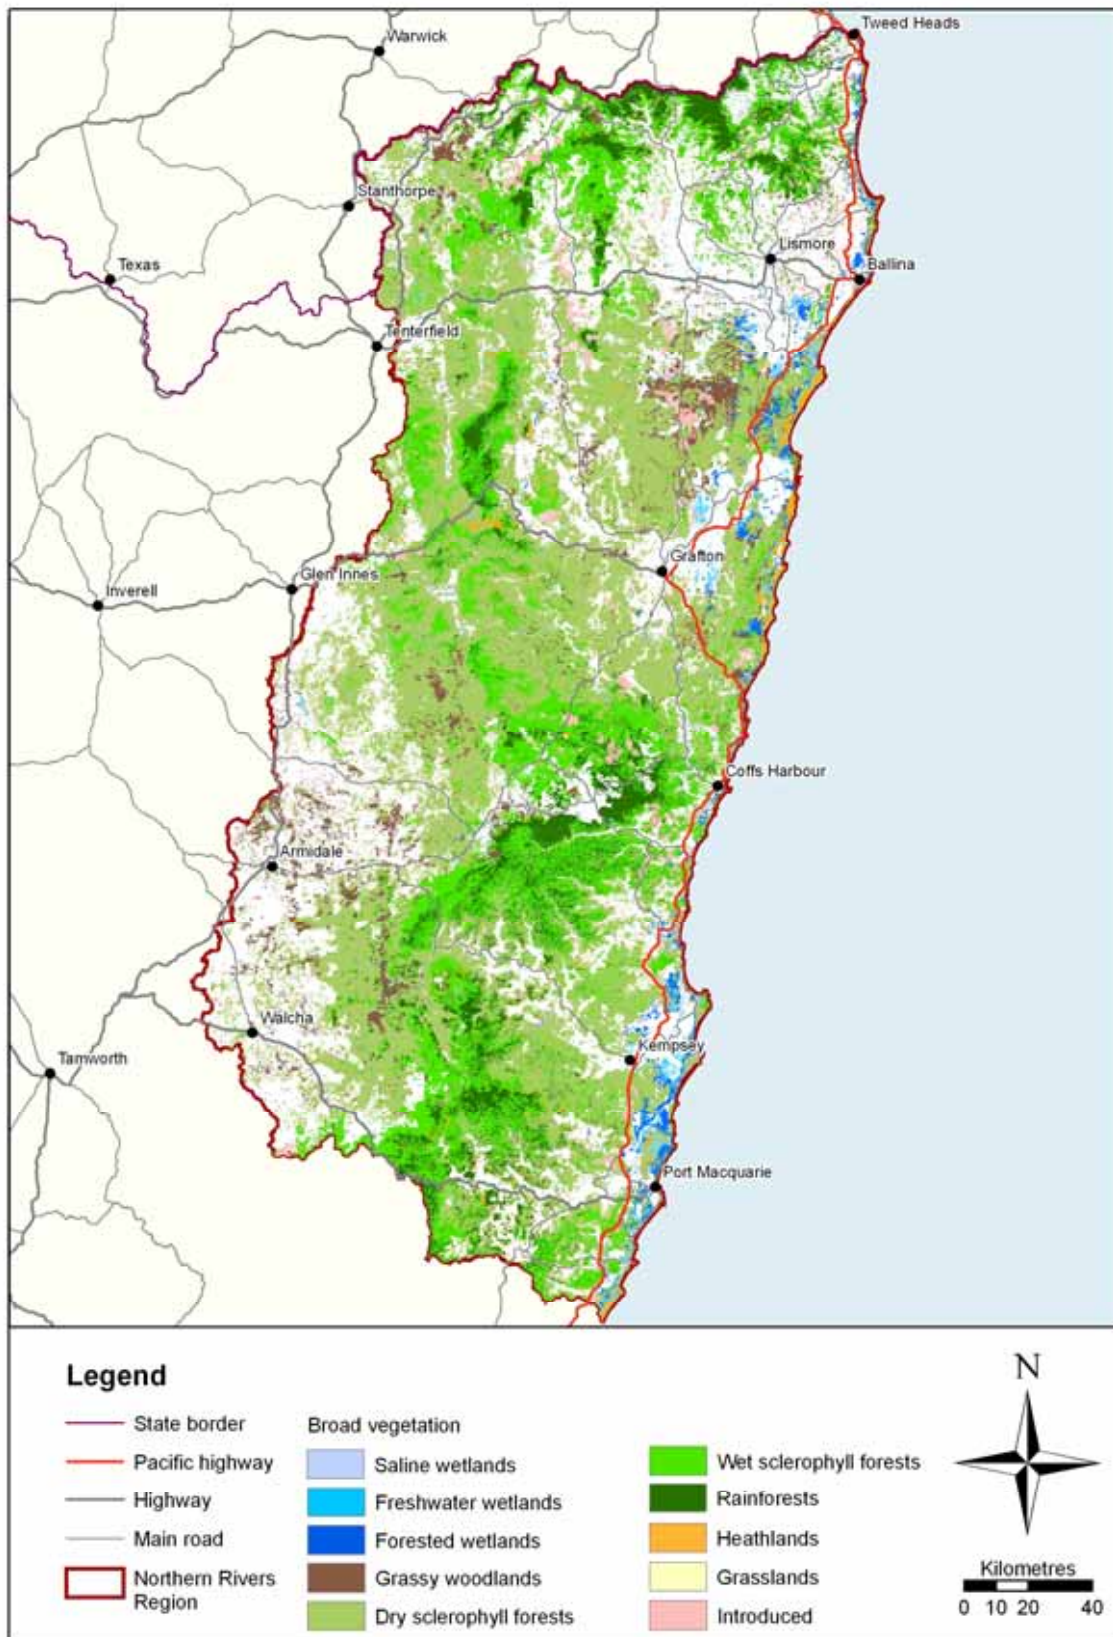 Tweed Heads
Warwick
Stanthorpe
Lismore
Texas
Ballina
Tenterfield
Grafton
Glen Innes
Inverell
Coffs Harbour
Armidale
Walcha
Kempsey
Tamworth
Port Macquarie
Legend
State border
Pacific highway
Highway
Main road
Northern Rivers
Region
Broad vegetation
Saline wetlands
Freshwater wetlands
Forested wetlands
Grassy woodlands
Dry sclerophyll forests
Wet sclerophyll forests
Rainforests
Heathlands
Grasslands
Introduced
N
Kilometres
0 10 20 40